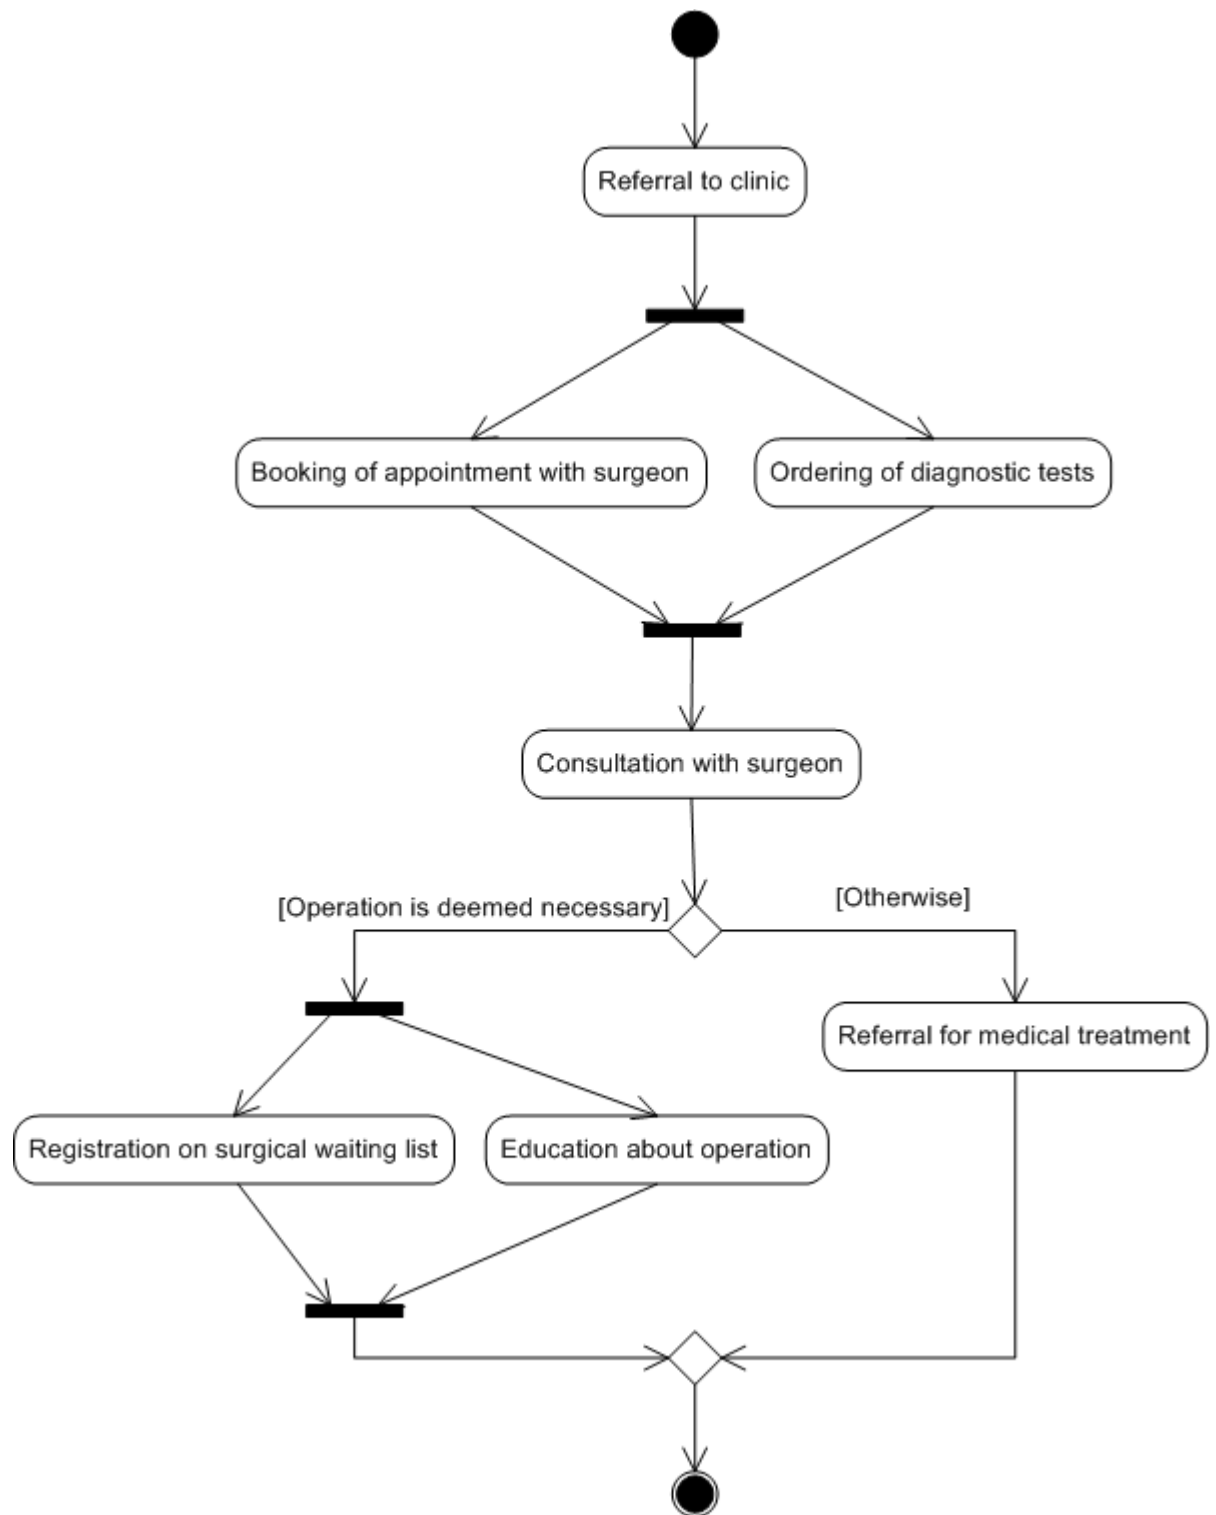 Referral to clinic
Booking of appointment with surgeon
Ordering of diagnostic tests
Consultation with surgeon
[Operation is deemed necessary]
[Otherwise]
Referral for medical treatment
Registration on surgical waiting list
Education about operation